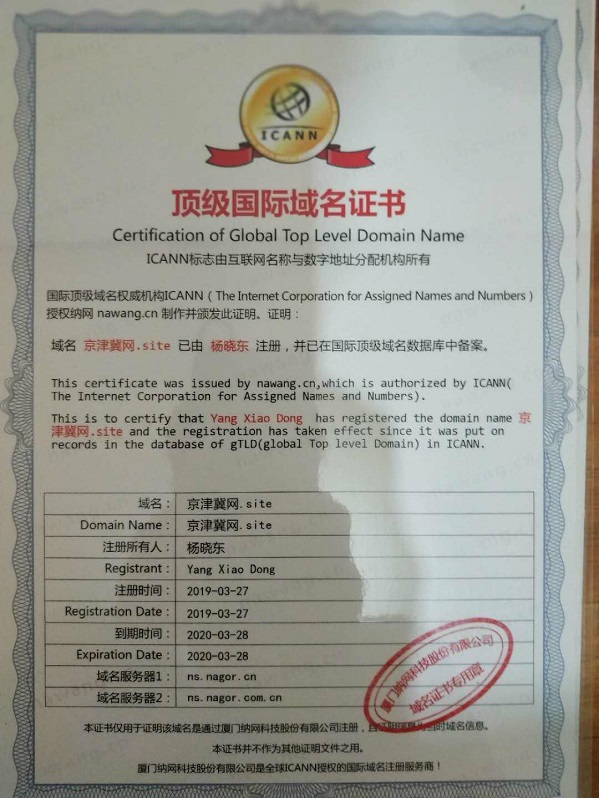 ICANN
顶级国际域名证书
Certification of Global Top Level Domain Name
ICANN标志由互联网名称与数字地址分配机构所有
国际顶级域名权威机构ICANN（The Internet Corporation for Assigned Names and Numbers）
授权纳网 nawang.cn 制作并颁发此证明。证明：
域名 京津冀网.site 已由 杨晓东 注册，并已在国际顶级域名数据库中备案。
This certificate was issued by nawang.cn,which is authorized by ICANN(
The Internet Corporation for Assigned Names and Numbers).
This is to certify that Yang Xiao Dong has registered the domain name 京
津冀网.site and the registration has taken effect since it was put on
records in the database of gTLD(global Top level Domain) in ICANN.
域名： 京津冀网.site
Domain Name： 京津冀网.site
注册所有人： 杨晓东
Registrant： Yang Xiao Dong
注册时间： 2019-03-27
Registration Date： 2019-03-27
到期时间： 2020-03-28
Expiration Date： 2020-03-28
域名服务器1： ns.nagor.cn
域名服务器2： ns.nagor.com.cn
厦门纳网科技股份有限公司
域名证书专用章
本证书仅用于证明该域名是通过厦门纳网科技股份有限公司注册，且证明信息为当时域名信息。
本证书并不作为其他证明文件之用。
厦门纳网科技股份有限公司是全球ICANN授权的国际域名注册服务商！